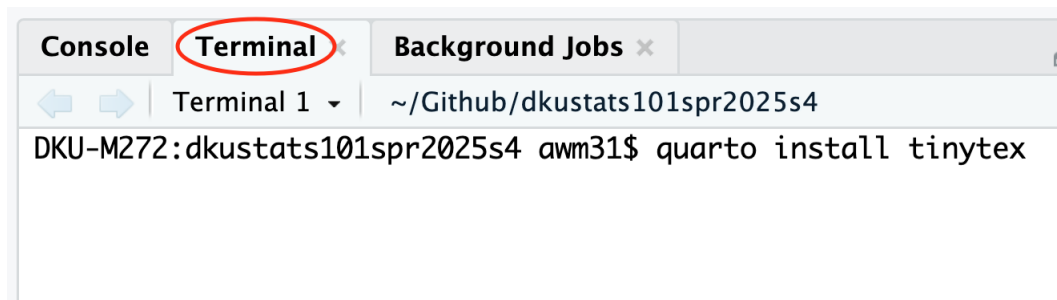 Console Terminal Background Jobs
Terminal 1 ~/Github/dkustats101spr2025s4
DKU-M272:dkustats101spr2025s4 awm31$ quarto install tinytex